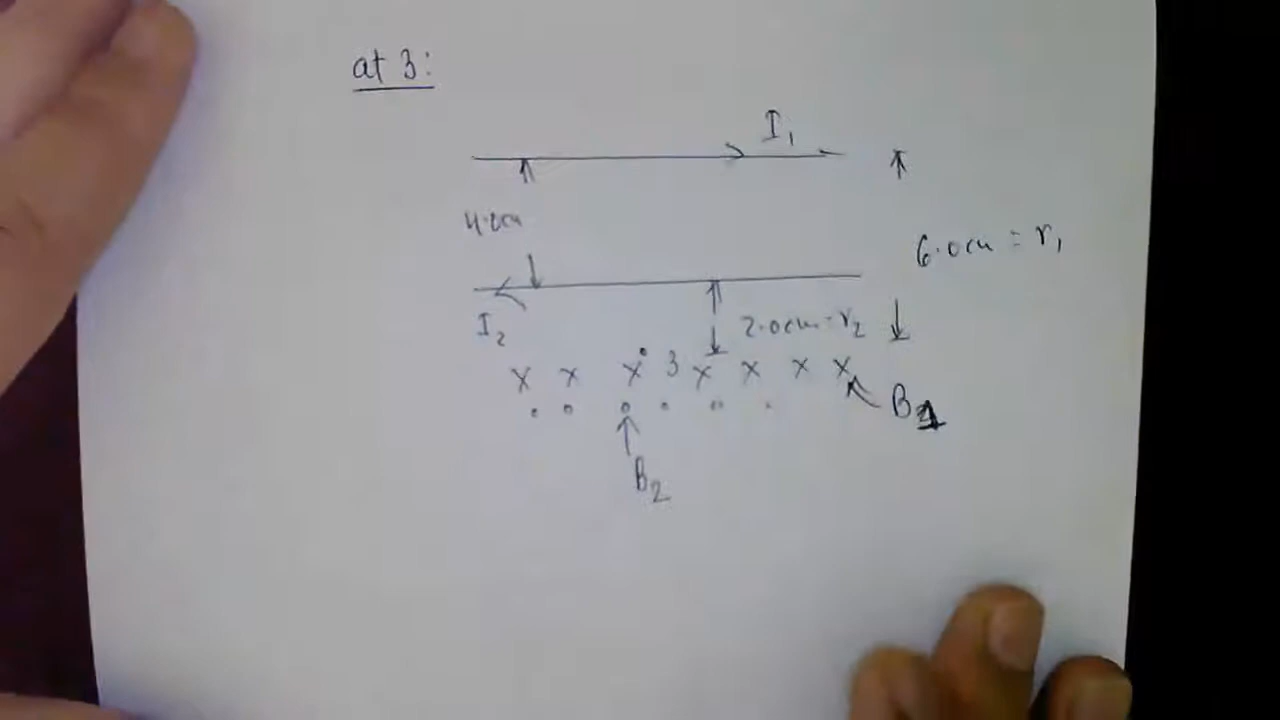 at 3:
I₁
4.0cm
6.0cm = r₁
I₂
2.0cm = r₂
x x x 3 x x x x
B₁
B₂